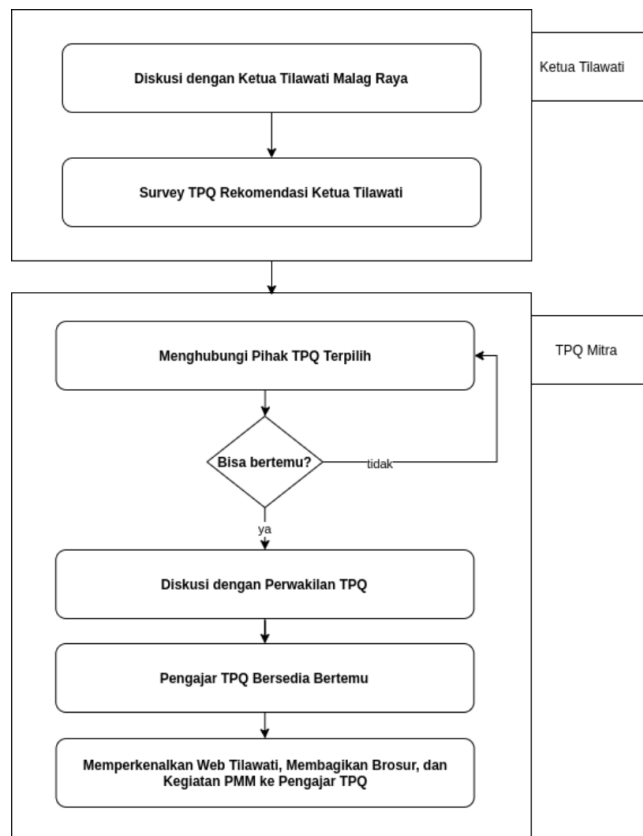 Diskusi dengan Ketua Tilawati Malag Raya
Ketua Tilawati
Survey TPQ Rekomendasi Ketua Tilawati
Menghubungi Pihak TPQ Terpilih
TPQ Mitra
Bisa bertemu?
tidak
ya
Diskusi dengan Perwakilan TPQ
Pengajar TPQ Bersedia Bertemu
Memperkenalkan Web Tilawati, Membagikan Brosur, dan
Kegiatan PMM ke Pengajar TPQ